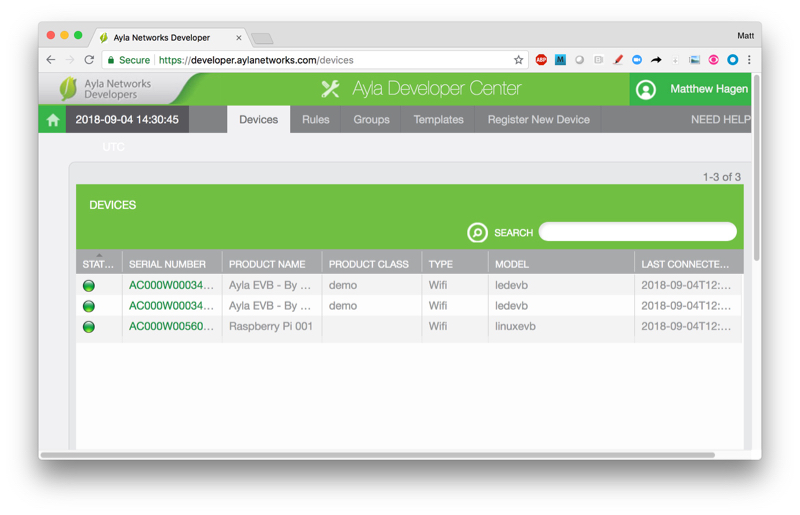 Ayla Networks Developer
Matt
Secure https://developer.aylanetworks.com/devices
ABP M
Ayla Networks
Developers
Ayla Developer Center
Matthew Hagen
2018-09-04 14:30:45
UTC
Devices Rules Groups Templates Register New Device NEED HELP
1-3 of 3
DEVICES
SEARCH
STAT... SERIAL NUMBER PRODUCT NAME PRODUCT CLASS TYPE MODEL LAST CONNECTE...
AC000W00034... Ayla EVB - By ... demo Wifi ledevb 2018-09-04T12:...
AC000W00034... Ayla EVB - By ... demo Wifi ledevb 2018-09-04T12:...
AC000W00560... Raspberry Pi 001 Wifi linuxevb 2018-09-04T12:...